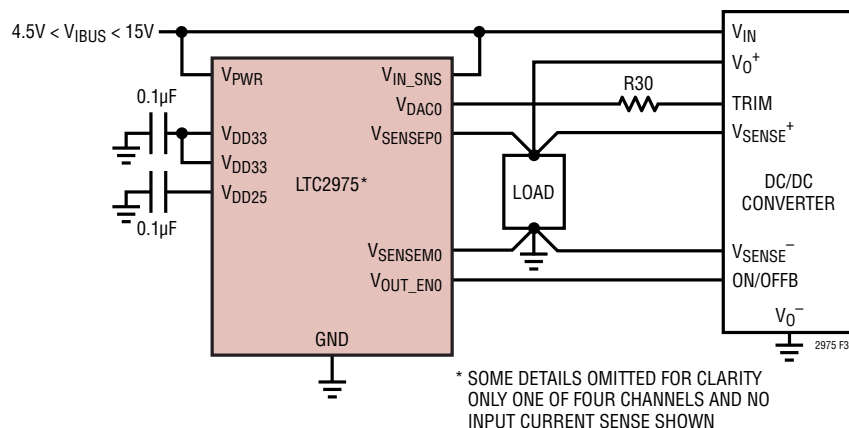 4.5V < VIBUS < 15V
VIN
VO+
VPWR
VIN_SNS
R30
0.1µF
VDAC0
TRIM
VDD33
VSENSEP0
VSENSE+
VDD33
LTC2975*
LOAD
DC/DC
CONVERTER
VDD25
0.1µF
VSENSEM0
VSENSE–
VOUT_EN0
ON/OFFB
VO–
GND
2975 F3
* SOME DETAILS OMITTED FOR CLARITY
ONLY ONE OF FOUR CHANNELS AND NO
INPUT CURRENT SENSE SHOWN